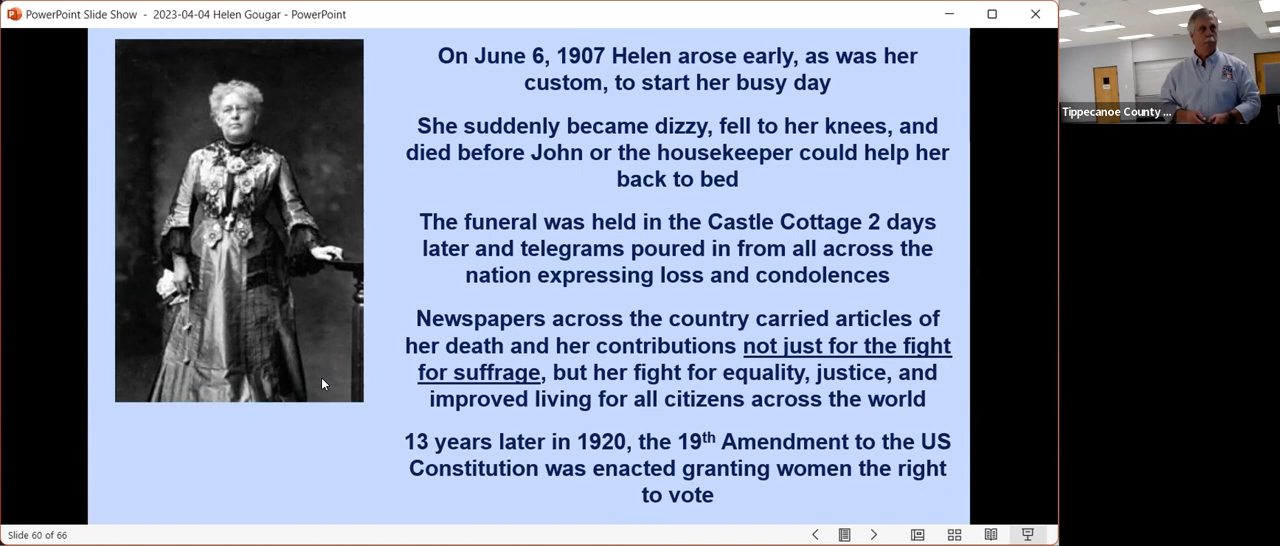 PowerPoint Slide Show - 2023-04-04 Helen Gougar - PowerPoint
On June 6, 1907 Helen arose early, as was her
custom, to start her busy day
She suddenly became dizzy, fell to her knees, and
died before John or the housekeeper could help her
back to bed
The funeral was held in the Castle Cottage 2 days
later and telegrams poured in from all across the
nation expressing loss and condolences
Newspapers across the country carried articles of
her death and her contributions not just for the fight
for suffrage, but her fight for equality, justice, and
improved living for all citizens across the world
13 years later in 1920, the 19th Amendment to the US
Constitution was enacted granting women the right
to vote
Tippecanoe County ...
Slide 60 of 66